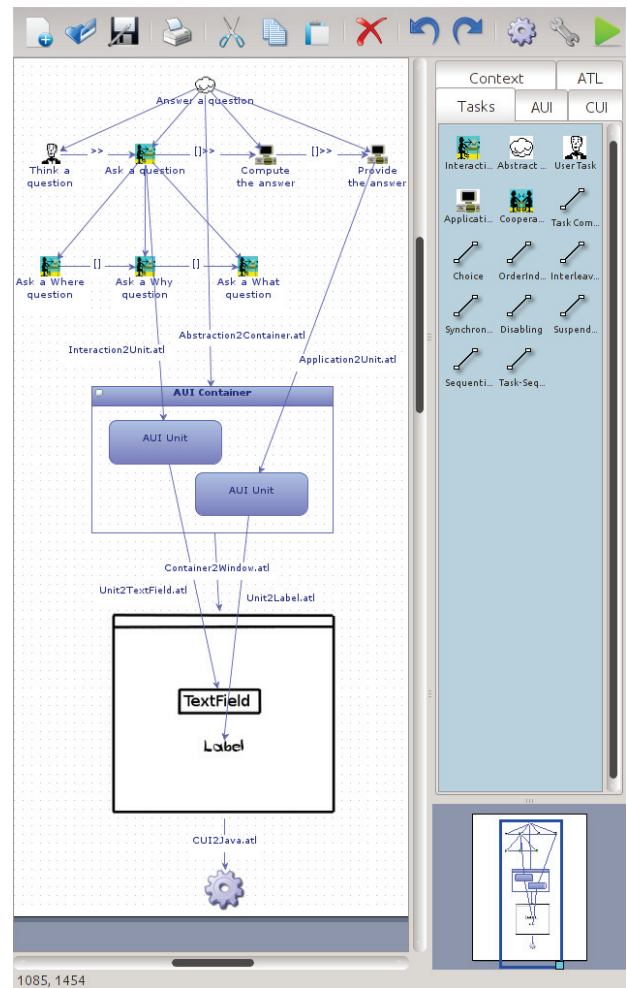 Context
ATL
Tasks
AUI
CUI
Answer a question
>>
[]>>
[]>>
Think a
question
Ask a question
Compute
the answer
Provide
the answer
Interacti...
Abstract ...
UserTask
Applicati...
Coopera...
Task Com...
Choice
OrderInd...
Interleav...
Synchron...
Disabling
Suspend...
Sequenti...
Task-Seq...
[]
[]
Ask a Where
question
Ask a Why
question
Ask a What
question
Abstraction2Container.atl
Interaction2Unit.atl
Application2Unit.atl
AUI Container
AUI Unit
AUI Unit
Container2Window.atl
Unit2TextField.atl
Unit2Label.atl
TextField
Label
CUI2Java.atl
1085, 1454